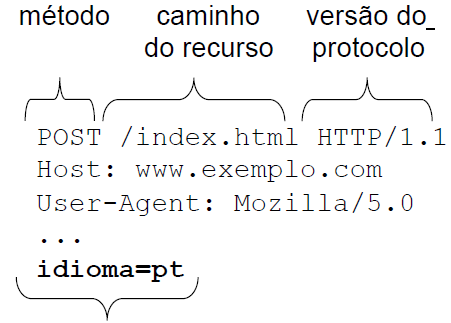 método caminho do recurso versão do_ protocolo
POST /index.html HTTP/1.1
Host: www.exemplo.com
User-Agent: Mozilla/5.0
...
idioma=pt